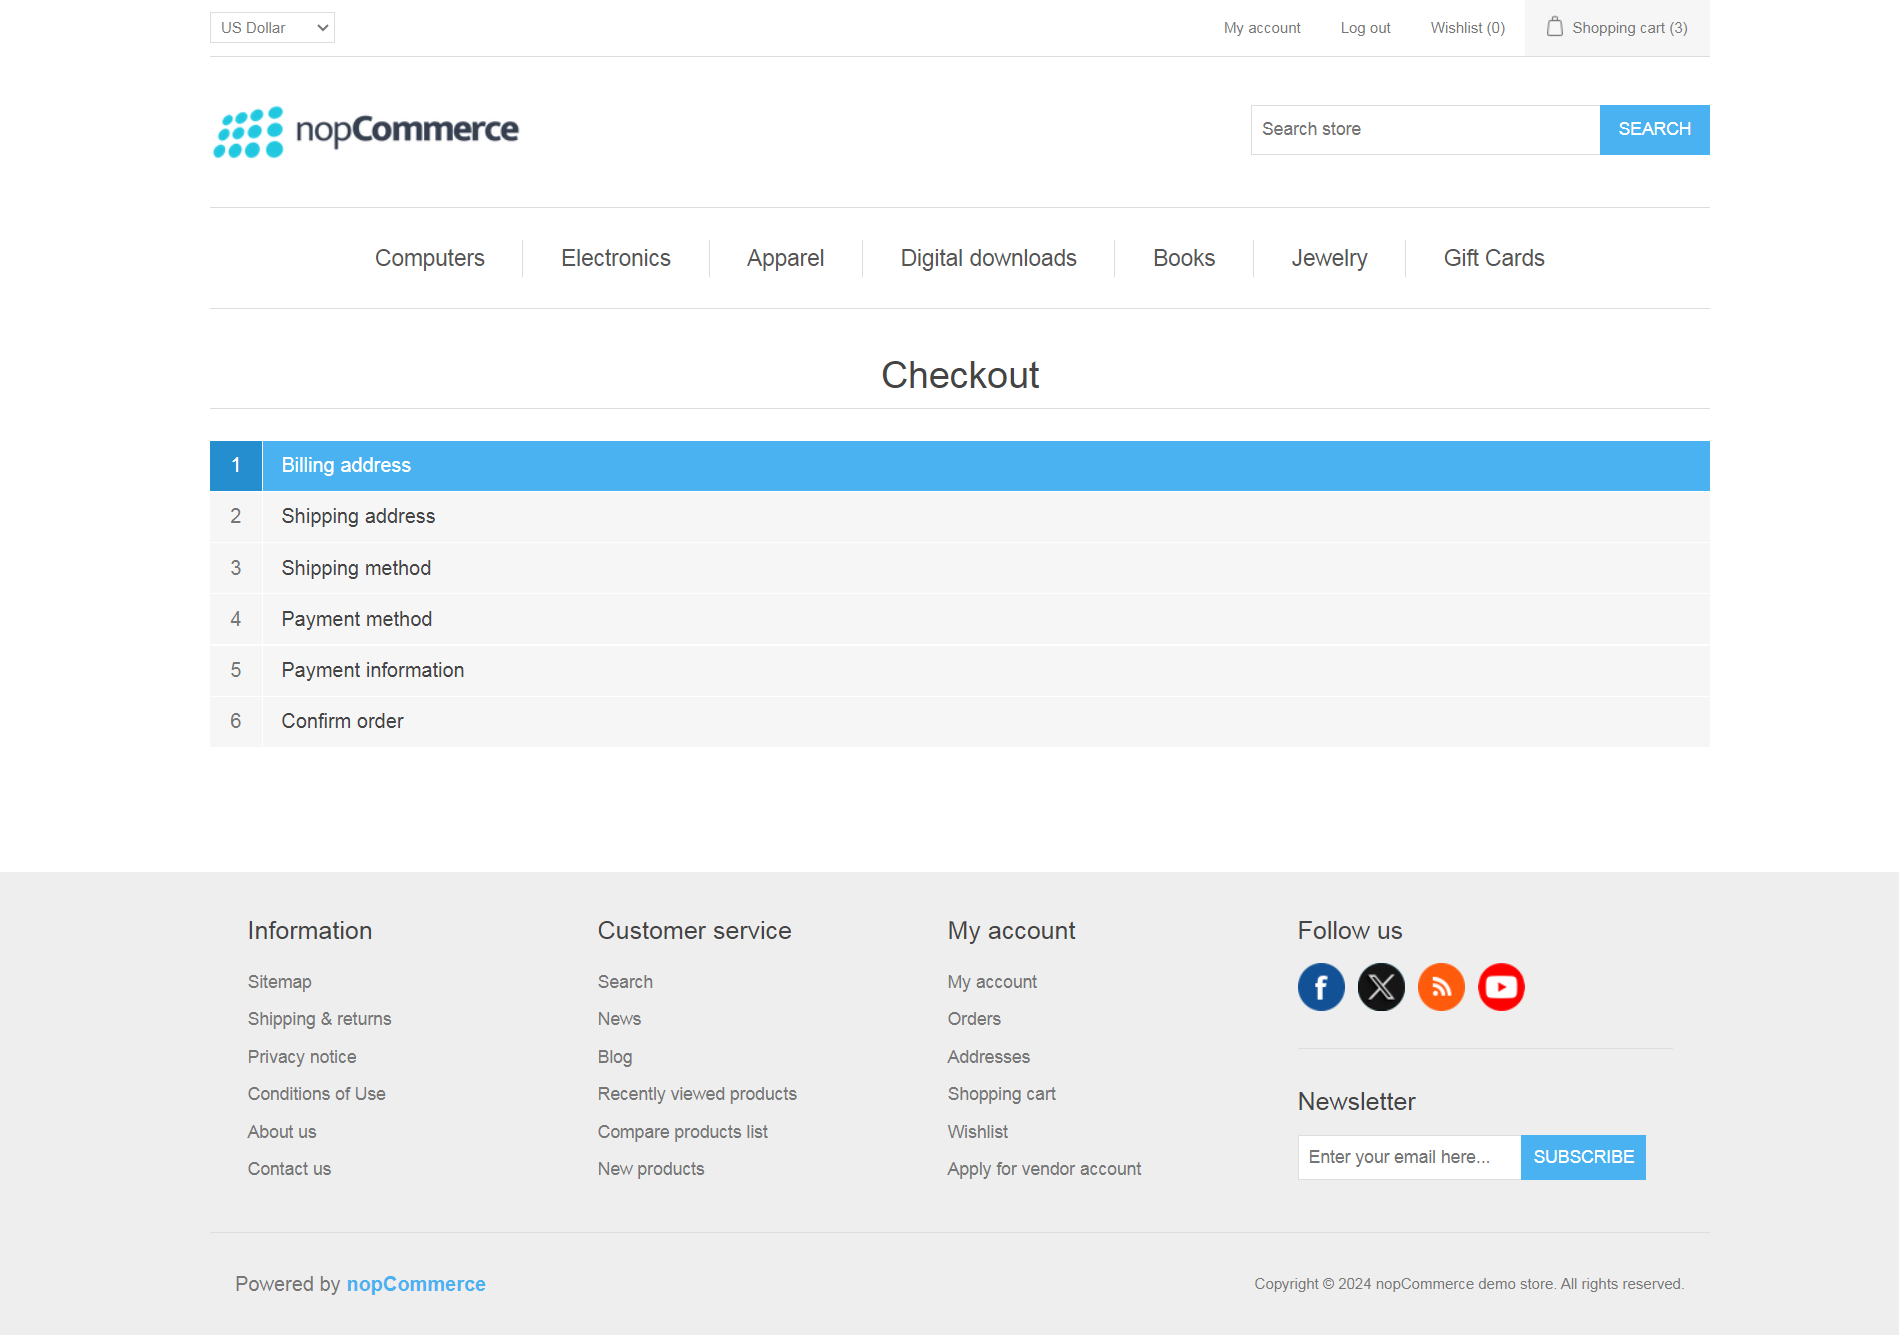 US Dollar
My account
Log out
Wishlist (0)
Shopping cart (3)
nopCommerce
Search store
SEARCH
Computers
Electronics
Apparel
Digital downloads
Books
Jewelry
Gift Cards
Checkout
1 Billing address
2 Shipping address
3 Shipping method
4 Payment method
5 Payment information
6 Confirm order
Information
Sitemap
Shipping & returns
Privacy notice
Conditions of Use
About us
Contact us
Customer service
Search
News
Blog
Recently viewed products
Compare products list
New products
My account
My account
Orders
Addresses
Shopping cart
Wishlist
Apply for vendor account
Follow us
Newsletter
Enter your email here...
SUBSCRIBE
Powered by nopCommerce
Copyright © 2024 nopCommerce demo store. All rights reserved.